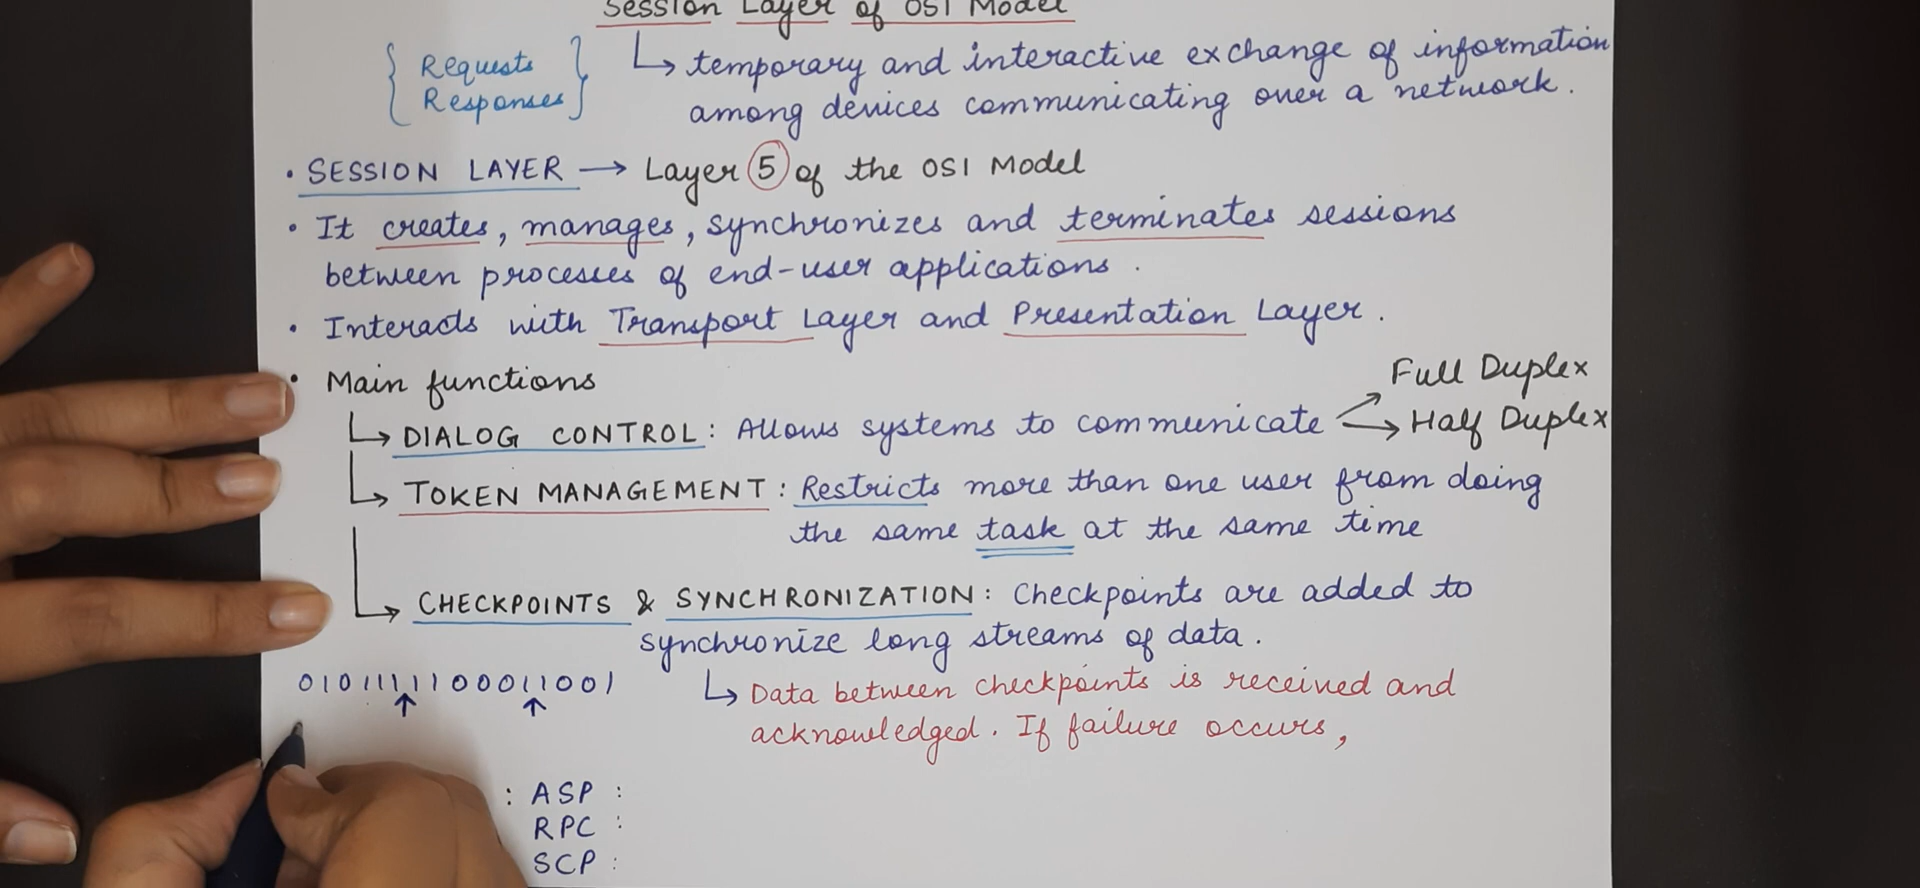 Session Layer of OSI Model
{ Requests
Responses }
↳ temporary and interactive exchange of information
among devices communicating over a network.
• SESSION LAYER → Layer 5 of the OSI Model
• It creates, manages, synchronizes and terminates sessions
between processes of end-user applications.
• Interacts with Transport Layer and Presentation Layer.
• Main functions
Full Duplex
↳ DIALOG CONTROL: Allows systems to communicate → Half Duplex
↳ TOKEN MANAGEMENT: Restricts more than one user from doing
the same task at the same time
↳ CHECKPOINTS & SYNCHRONIZATION: Checkpoints are added to
synchronize long streams of data.
01011111100011001
↳ Data between checkpoints is received and
acknowledged. If failure occurs,
: ASP :
RPC :
SCP :